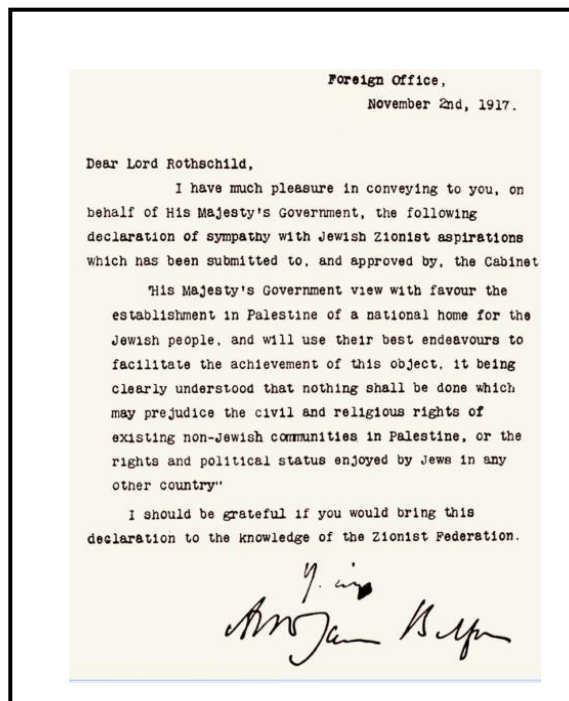 Foreign Office,
November 2nd, 1917.
Dear Lord Rothschild,
I have much pleasure in conveying to you, on
behalf of His Majesty's Government, the following
declaration of sympathy with Jewish Zionist aspirations
which has been submitted to, and approved by, the Cabinet
"His Majesty's Government view with favour the
establishment in Palestine of a national home for the
Jewish people, and will use their best endeavours to
facilitate the achievement of this object, it being
clearly understood that nothing shall be done which
may prejudice the civil and religious rights of
existing non-Jewish communities in Palestine, or the
rights and political status enjoyed by Jews in any
other country"
I should be grateful if you would bring this
declaration to the knowledge of the Zionist Federation.